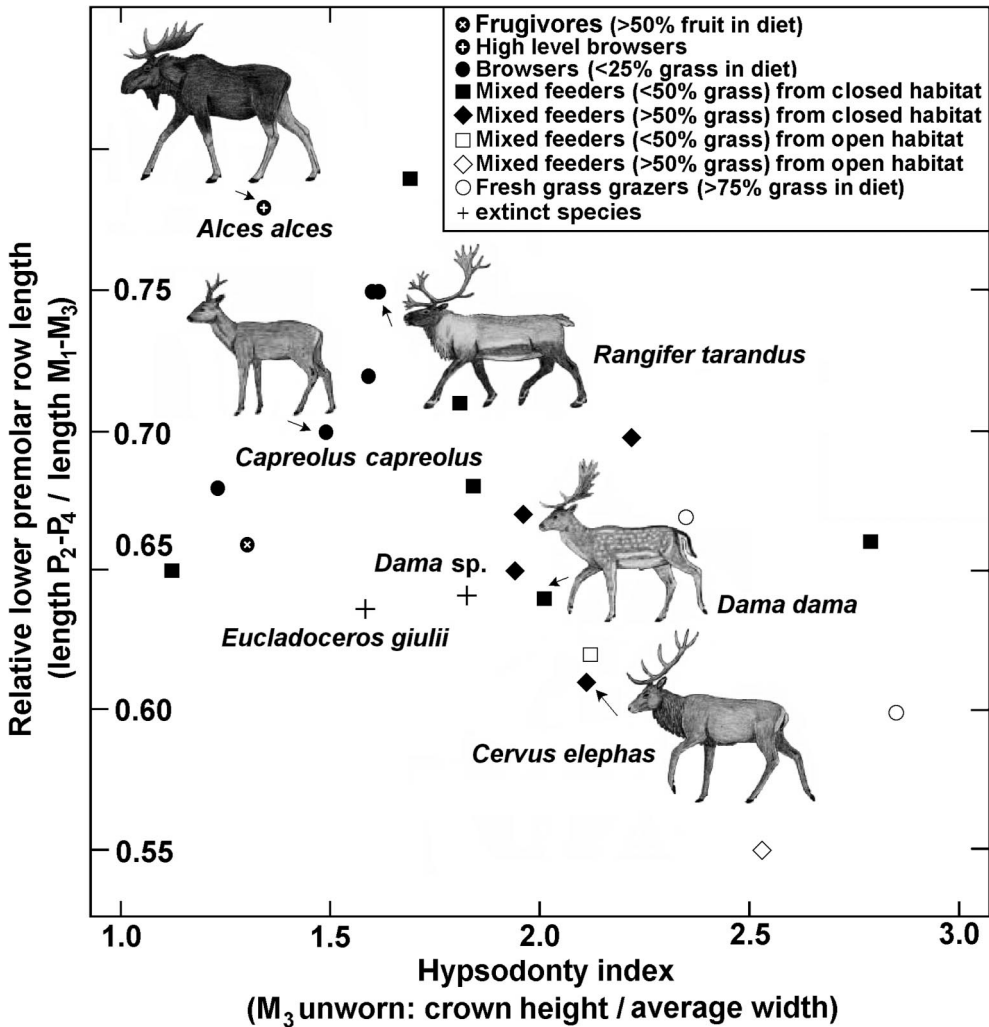 Frugivores (>50% fruit in diet)
High level browsers
Browsers (<25% grass in diet)
Mixed feeders (<50% grass) from closed habitat
Mixed feeders (>50% grass) from closed habitat
Mixed feeders (<50% grass) from open habitat
Mixed feeders (>50% grass) from open habitat
Fresh grass grazers (>75% grass in diet)
extinct species
Alces alces
Rangifer tarandus
Capreolus capreolus
Dama sp.
Dama dama
Eucladoceros giulii
Cervus elephas
Relative lower premolar row length
(length P2-P4 / length M1-M3)
0.75
0.70
0.65
0.60
0.55
1.0 1.5 2.0 2.5 3.0
Hypsodonty index
(M3 unworn: crown height / average width)